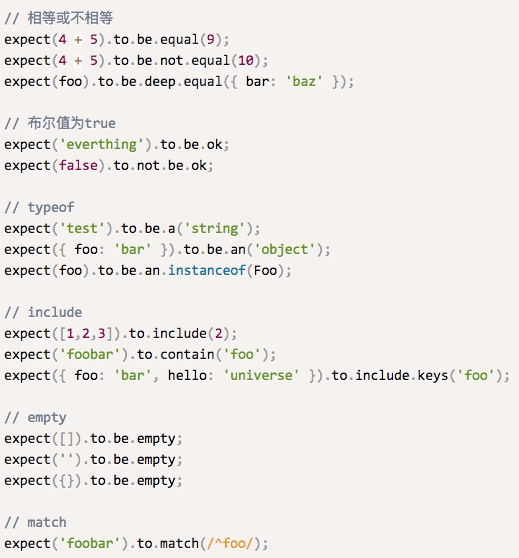 // 相等或不相等
expect(4 + 5).to.be.equal(9);
expect(4 + 5).to.be.not.equal(10);
expect(foo).to.be.deep.equal({ bar: 'baz' });
// 布尔值为true
expect('everthing').to.be.ok;
expect(false).to.not.be.ok;
// typeof
expect('test').to.be.a('string');
expect({ foo: 'bar' }).to.be.an('object');
expect(foo).to.be.an.instanceof(Foo);
// include
expect([1,2,3]).to.include(2);
expect('foobar').to.contain('foo');
expect({ foo: 'bar', hello: 'universe' }).to.include.keys('foo');
// empty
expect([]).to.be.empty;
expect('').to.be.empty;
expect({}).to.be.empty;
// match
expect('foobar').to.match(/^foo/);